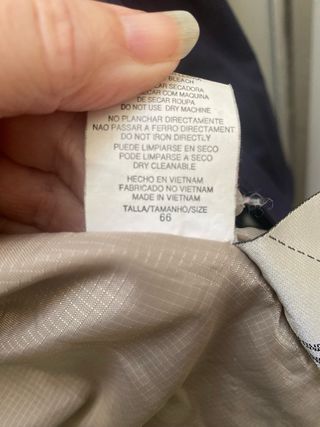 BLEACH
SECAR SECADORA
SECAR COM MAQUINA
DE SECAR ROUPA
DO NOT DRY MACHINE
NO PLANCHAR DIRECTAMENTE
NAO PASSAR A FERRO DIRECTAMENT
DO NOT IRON DIRECTLY
PUEDE LIMPIARSE EN SECO
PODE LIMPARSE A SECO
DRY CLEANABLE
HECHO EN VIETNAM
FABRICADO NO VIETNAM
MADE IN VIETNAM
TALLA/TAMANHO/SIZE
66